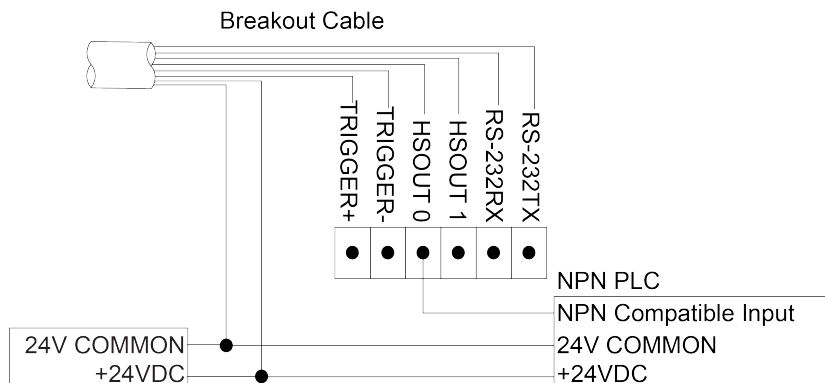 Breakout Cable
TRIGGER+
TRIGGER-
HSOUT 0
HSOUT 1
RS-232RX
RS-232TX
NPN PLC
NPN Compatible Input
24V COMMON
24V COMMON
+24VDC
+24VDC